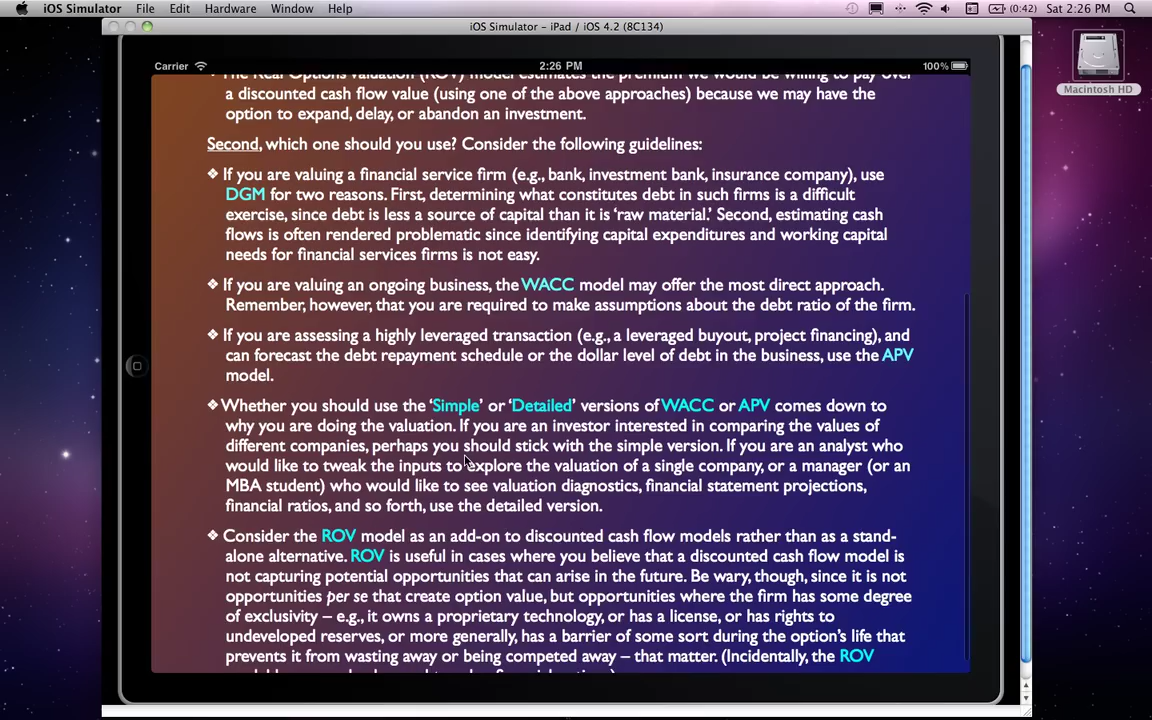 iOS Simulator File Edit Hardware Window Help (0:42) Sat 2:26 PM
iOS Simulator – iPad / iOS 4.2 (8C134)
Macintosh HD
Carrier 2:26 PM 100%
The Real Options Valuation (ROV) model estimates the premium we would be willing to pay over
a discounted cash flow value (using one of the above approaches) because we may have the
option to expand, delay, or abandon an investment.
Second, which one should you use? Consider the following guidelines:
❖ If you are valuing a financial service firm (e.g., bank, investment bank, insurance company), use
DGM for two reasons. First, determining what constitutes debt in such firms is a difficult
exercise, since debt is less a source of capital than it is ‘raw material.’ Second, estimating cash
flows is often rendered problematic since identifying capital expenditures and working capital
needs for financial services firms is not easy.
❖ If you are valuing an ongoing business, the WACC model may offer the most direct approach.
Remember, however, that you are required to make assumptions about the debt ratio of the firm.
❖ If you are assessing a highly leveraged transaction (e.g., a leveraged buyout, project financing), and
can forecast the debt repayment schedule or the dollar level of debt in the business, use the APV
model.
❖ Whether you should use the ‘Simple’ or ‘Detailed’ versions of WACC or APV comes down to
why you are doing the valuation. If you are an investor interested in comparing the values of
different companies, perhaps you should stick with the simple version. If you are an analyst who
would like to tweak the inputs to explore the valuation of a single company, or a manager (or an
MBA student) who would like to see valuation diagnostics, financial statement projections,
financial ratios, and so forth, use the detailed version.
❖ Consider the ROV model as an add-on to discounted cash flow models rather than as a stand-
alone alternative. ROV is useful in cases where you believe that a discounted cash flow model is
not capturing potential opportunities that can arise in the future. Be wary, though, since it is not
opportunities per se that create option value, but opportunities where the firm has some degree
of exclusivity – e.g., it owns a proprietary technology, or has a license, or has rights to
undeveloped reserves, or more generally, has a barrier of some sort during the option’s life that
prevents it from wasting away or being competed away – that matter. (Incidentally, the ROV